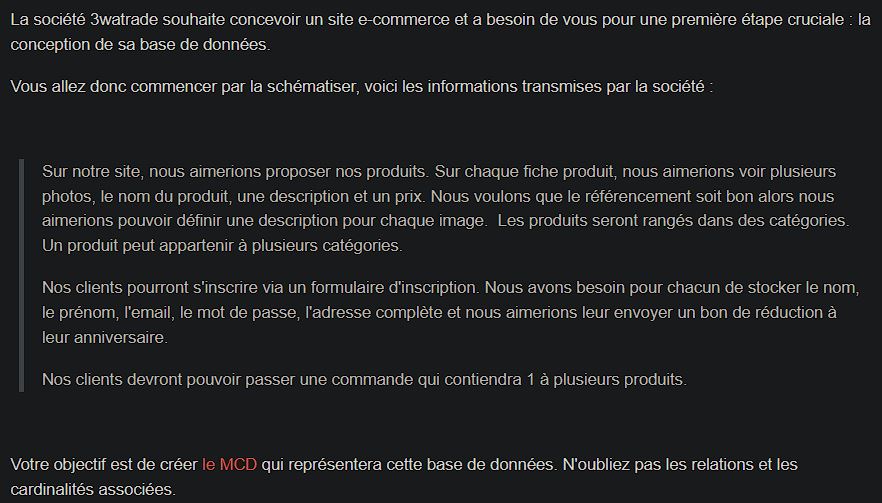 La société 3watrade souhaite concevoir un site e-commerce et a besoin de vous pour une première étape cruciale : la
conception de sa base de données.
Vous allez donc commencer par la schématiser, voici les informations transmises par la société :
Sur notre site, nous aimerions proposer nos produits. Sur chaque fiche produit, nous aimerions voir plusieurs
photos, le nom du produit, une description et un prix. Nous voulons que le référencement soit bon alors nous
aimerions pouvoir définir une description pour chaque image.  Les produits seront rangés dans des catégories.
Un produit peut appartenir à plusieurs catégories.
Nos clients pourront s'inscrire via un formulaire d'inscription. Nous avons besoin pour chacun de stocker le nom,
le prénom, l'email, le mot de passe, l'adresse complète et nous aimerions leur envoyer un bon de réduction à
leur anniversaire.
Nos clients devront pouvoir passer une commande qui contiendra 1 à plusieurs produits.
Votre objectif est de créer le MCD qui représentera cette base de données. N'oubliez pas les relations et les
cardinalités associées.